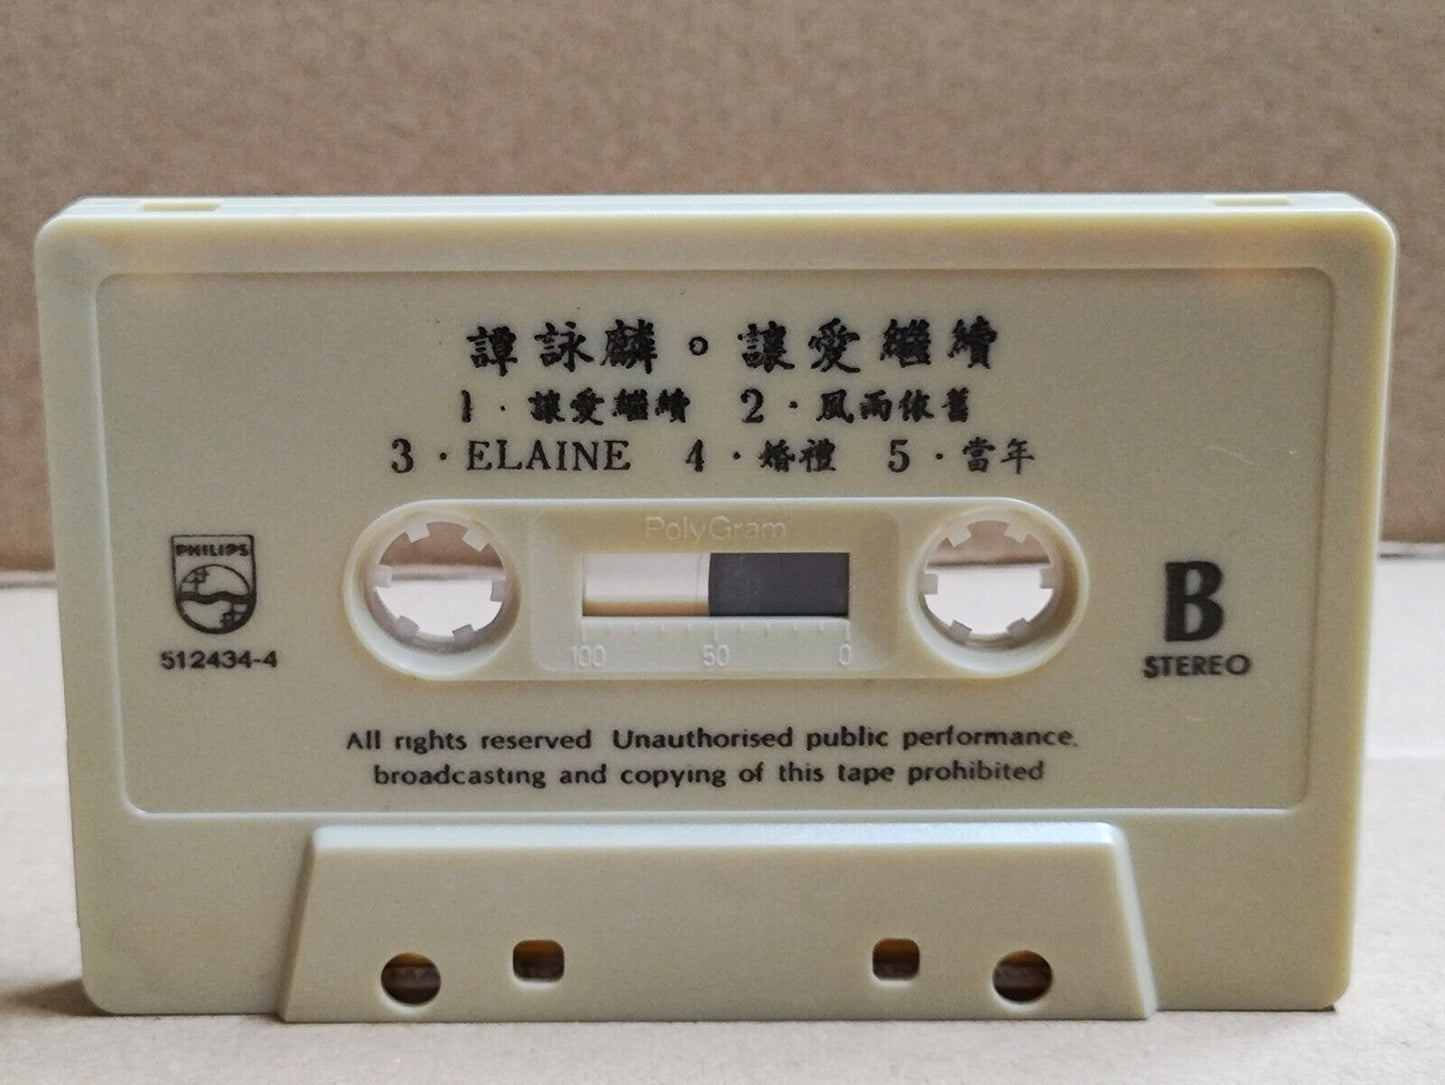 譚詠麟。讓愛繼續
1・讓愛繼續 2・風雨依舊
3・ELAINE 4・婚禮 5・當年
PolyGram
PHILIPS
100 50 0
B
512434-4
STEREO
All rights reserved Unauthorised public performance,
broadcasting and copying of this tape prohibited